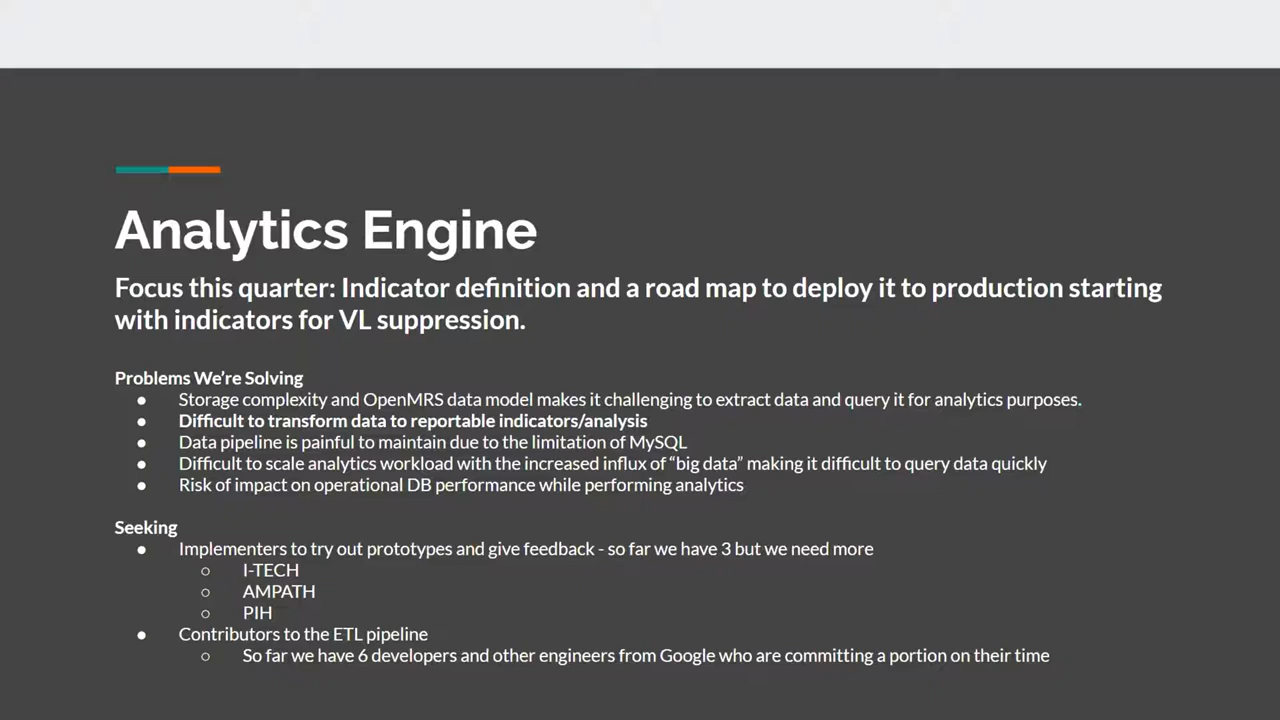 Analytics Engine
Focus this quarter: Indicator definition and a road map to deploy it to production starting
with indicators for VL suppression.
Problems We’re Solving
● Storage complexity and OpenMRS data model makes it challenging to extract data and query it for analytics purposes.
● Difficult to transform data to reportable indicators/analysis
● Data pipeline is painful to maintain due to the limitation of MySQL
● Difficult to scale analytics workload with the increased influx of “big data” making it difficult to query data quickly
● Risk of impact on operational DB performance while performing analytics
Seeking
● Implementers to try out prototypes and give feedback - so far we have 3 but we need more
○ I-TECH
○ AMPATH
○ PIH
● Contributors to the ETL pipeline
○ So far we have 6 developers and other engineers from Google who are committing a portion on their time